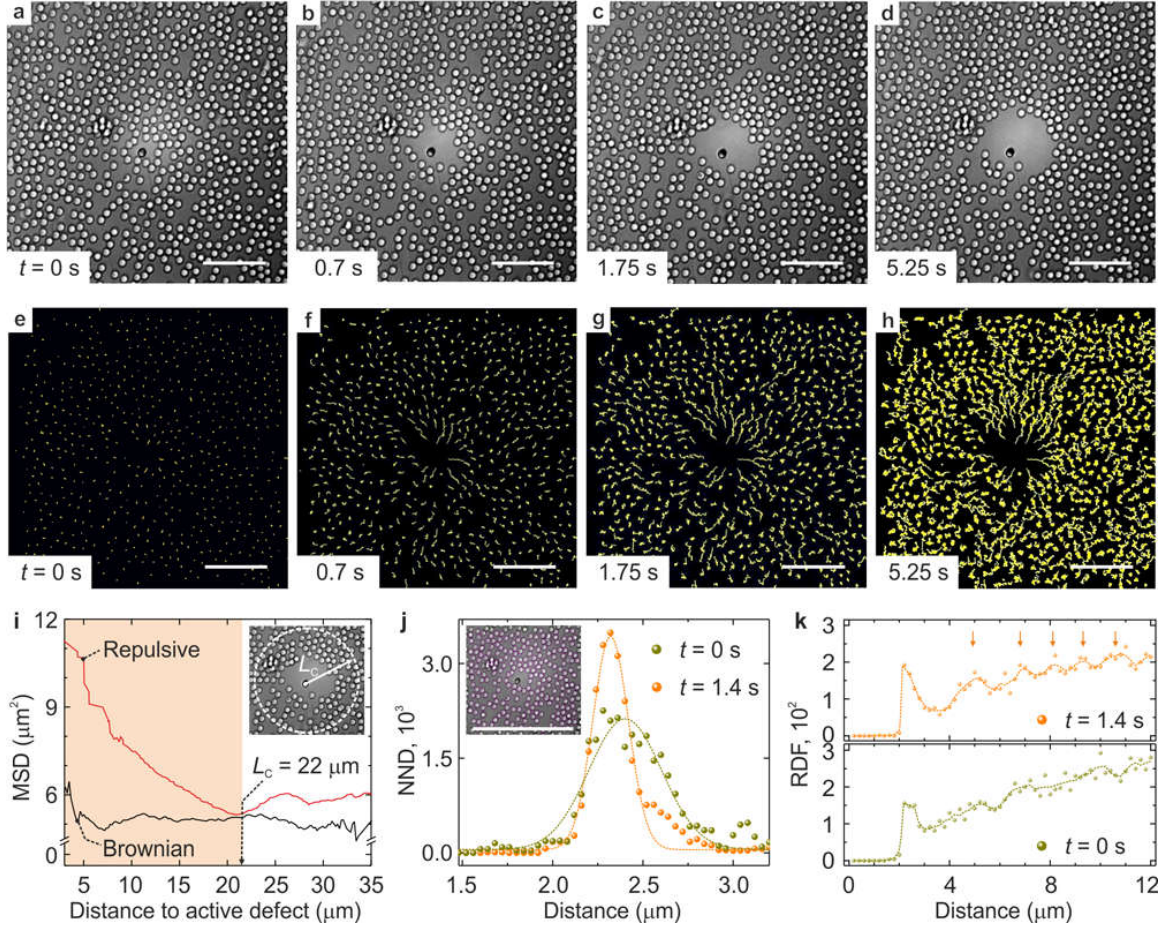 a
b
c
d
t = 0 s
0.7 s
1.75 s
5.25 s
e
f
g
h
t = 0 s
0.7 s
1.75 s
5.25 s
i
12
9
6
0
MSD (μm²)
Repulsive
Brownian
L_C
L_C = 22 μm
5 10 15 20 25 30 35
Distance to active defect (μm)
j
3.0
1.5
0.0
NND, 10³
t = 0 s
t = 1.4 s
1.5 2.0 2.5 3.0
Distance (μm)
k
3
2
1
0
t = 1.4 s
RDF, 10²
3
2
1
0
t = 0 s
0 4 8 12
Distance (μm)